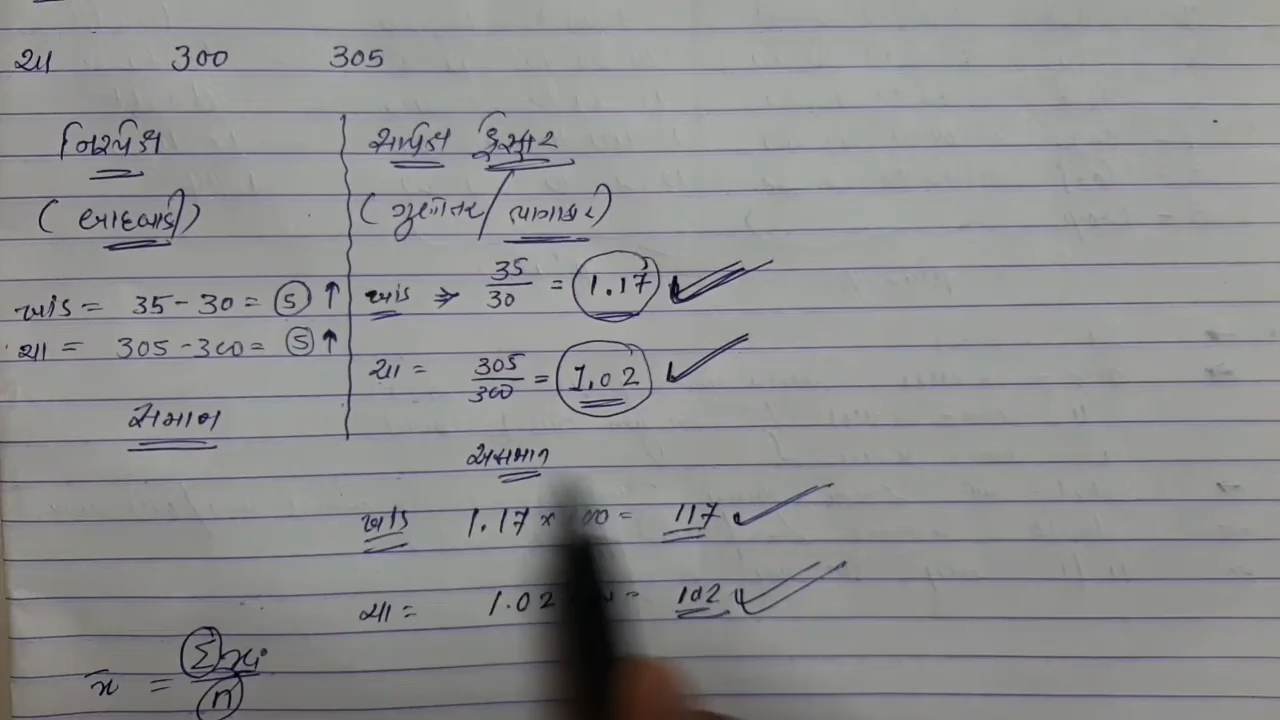 ચા 300 305
નિરપેક્ષ
(બાદબાકી)
ખાંડ = 35 - 30 = 5 ↑
ચા = 305 - 300 = 5 ↑
સમાન
સાપેક્ષ ફેરફાર
(ગુણોત્તર/ભાગાકાર)
ખાંડ ⇒ 35/30 = 1.17 ✓
ચા = 305/300 = 1.02 ✓
અસમાન
ખાંડ 1.17 × 100 = 117 ✓
ચા = 1.02 = 102 ✓
x̄ = Σxi/n